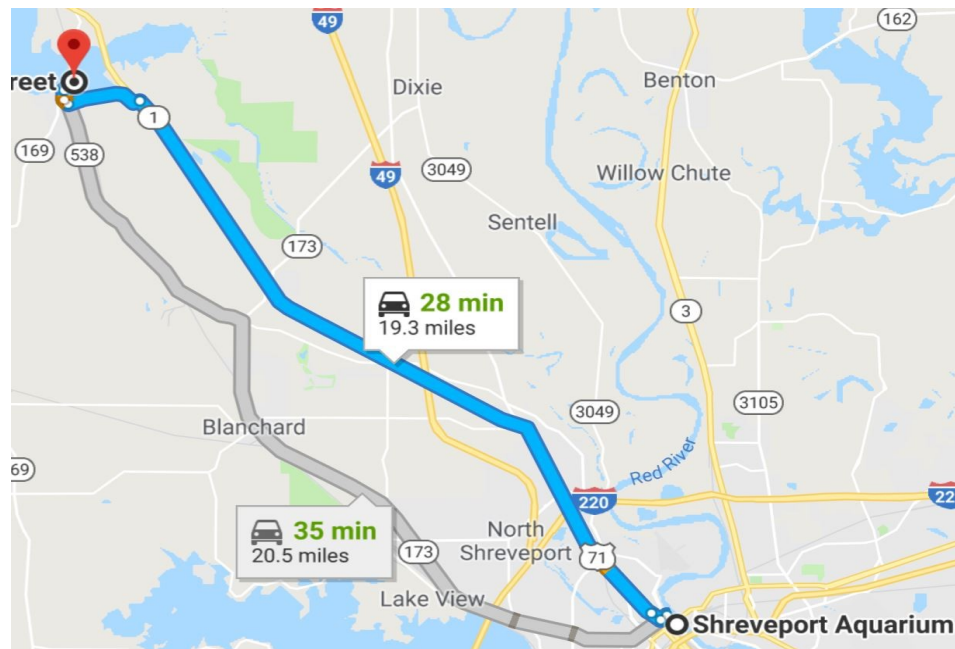 49
162
reet
Dixie
Benton
1
169
538
49
3049
Willow Chute
Sentell
173
28 min
19.3 miles
3
3049
3105
Blanchard
69
Red River
220
22
35 min
20.5 miles
North
Shreveport
71
173
Lake View
Shreveport Aquarium